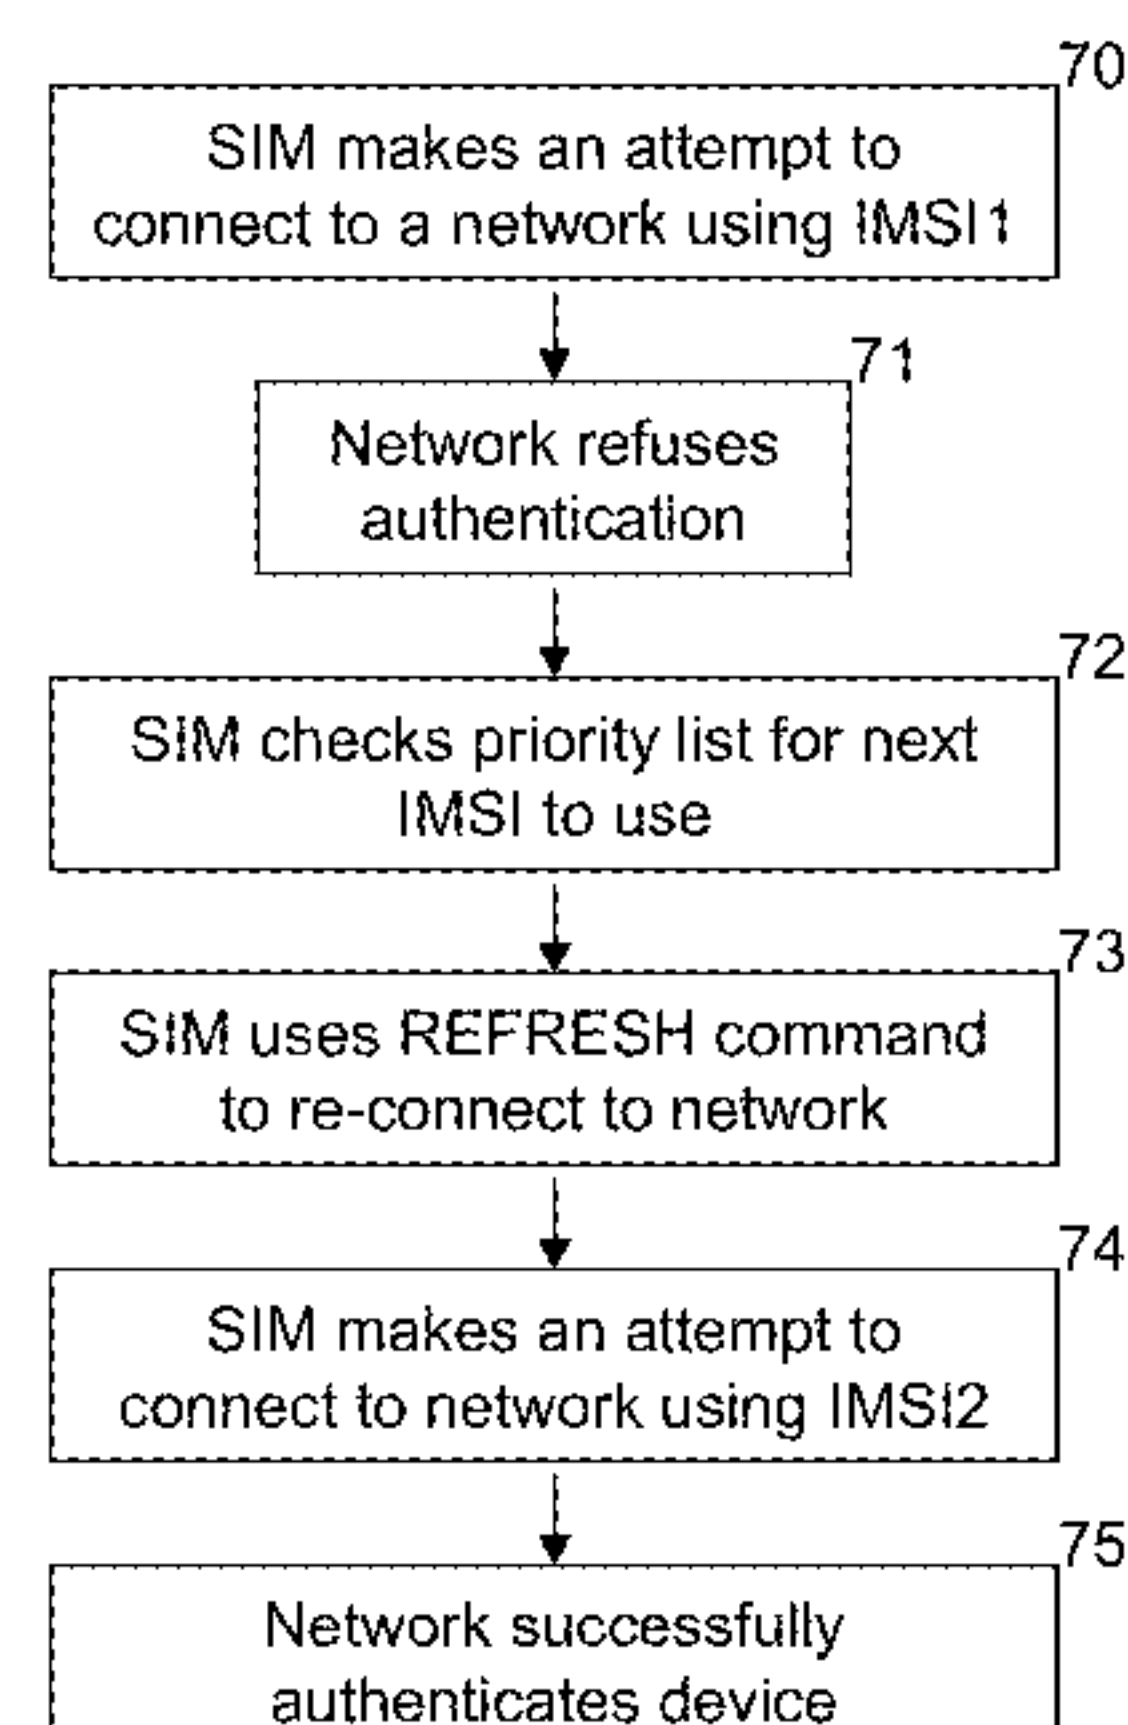 70
SIM makes an attempt to
connect to a network using IMSI1
71
Network refuses
authentication
72
SIM checks priority list for next
IMSI to use
73
SIM uses REFRESH command
to re-connect to network
74
SIM makes an attempt to
connect to network using IMSI2
75
Network successfully
authenticates device